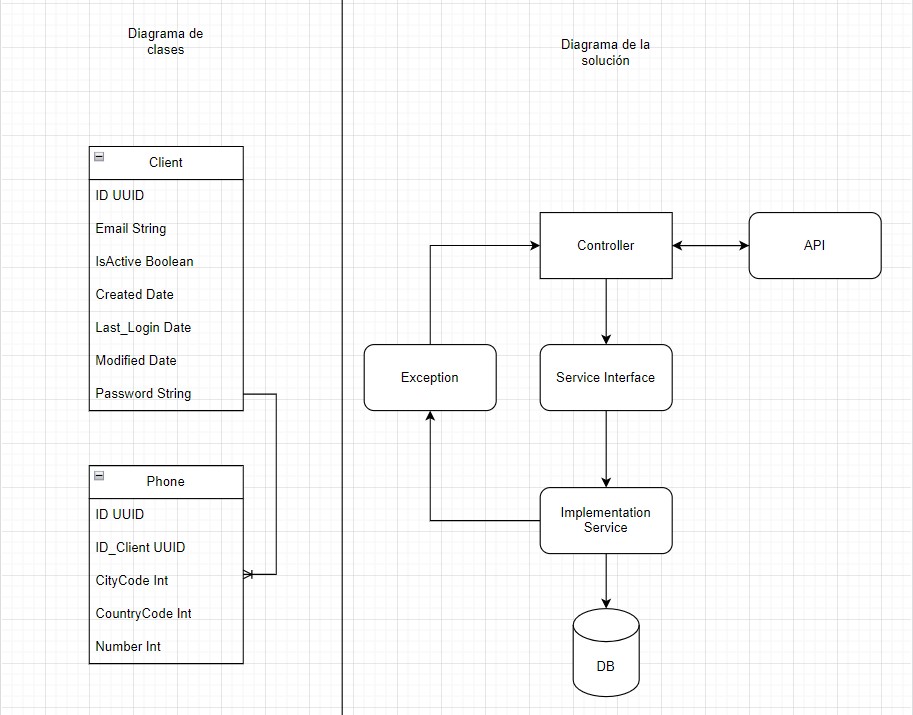 Diagrama de
clases
Client
ID UUID
Email String
IsActive Boolean
Created Date
Last_Login Date
Modified Date
Password String
Phone
ID UUID
ID_Client UUID
CityCode Int
CountryCode Int
Number Int
Diagrama de la
solución
Controller
API
Exception
Service Interface
Implementation
Service
DB